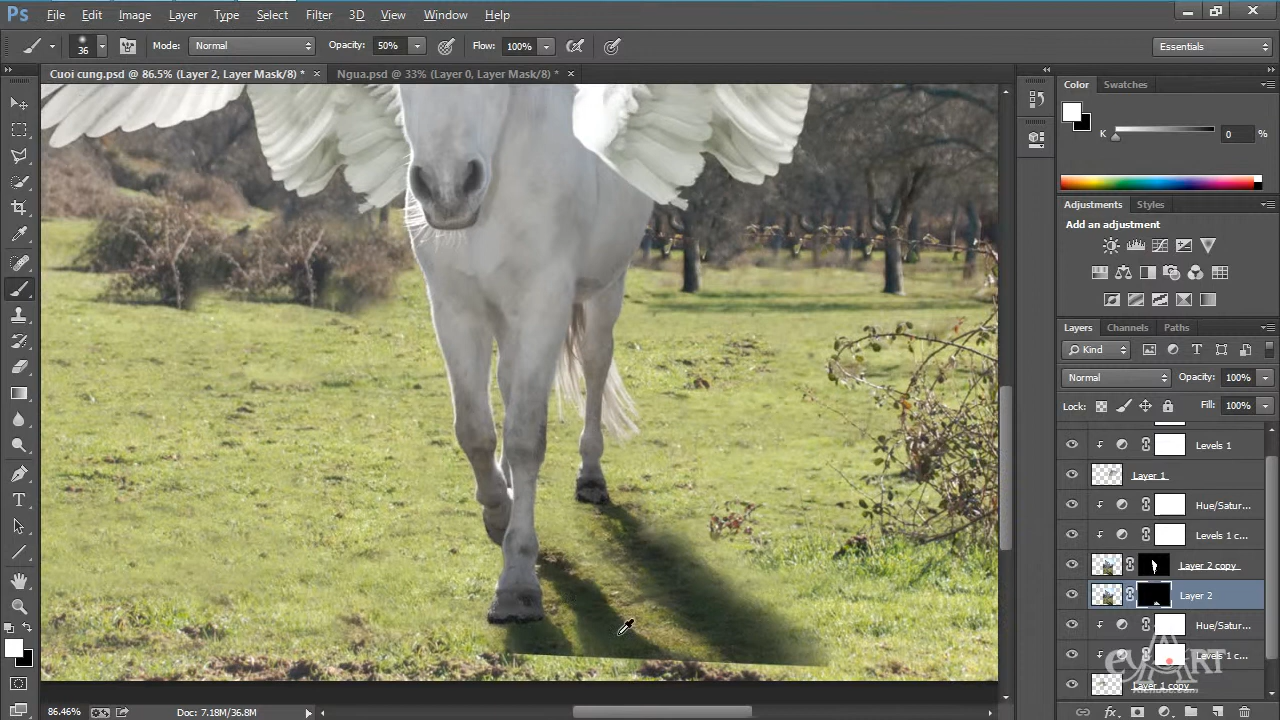 Ps File Edit Image Layer Type Select Filter 3D View Window Help
36 Mode: Normal Opacity: 50% Flow: 100% Essentials
Cuoi cung.psd @ 86.5% (Layer 2, Layer Mask/8) * × Ngua.psd @ 33% (Layer 0, Layer Mask/8) * ×
Color Swatches
K 0 %
Adjustments Styles
Add an adjustment
Layers Channels Paths
Kind
Normal Opacity: 100%
Lock: Fill: 100%
Levels 1
Layer 1
Hue/Satur...
Levels 1 c...
Layer 2 copy
Layer 2
Hue/Satur...
Levels 1 c...
Layer 1 copy
86.46% Doc: 7.18M/36.8M